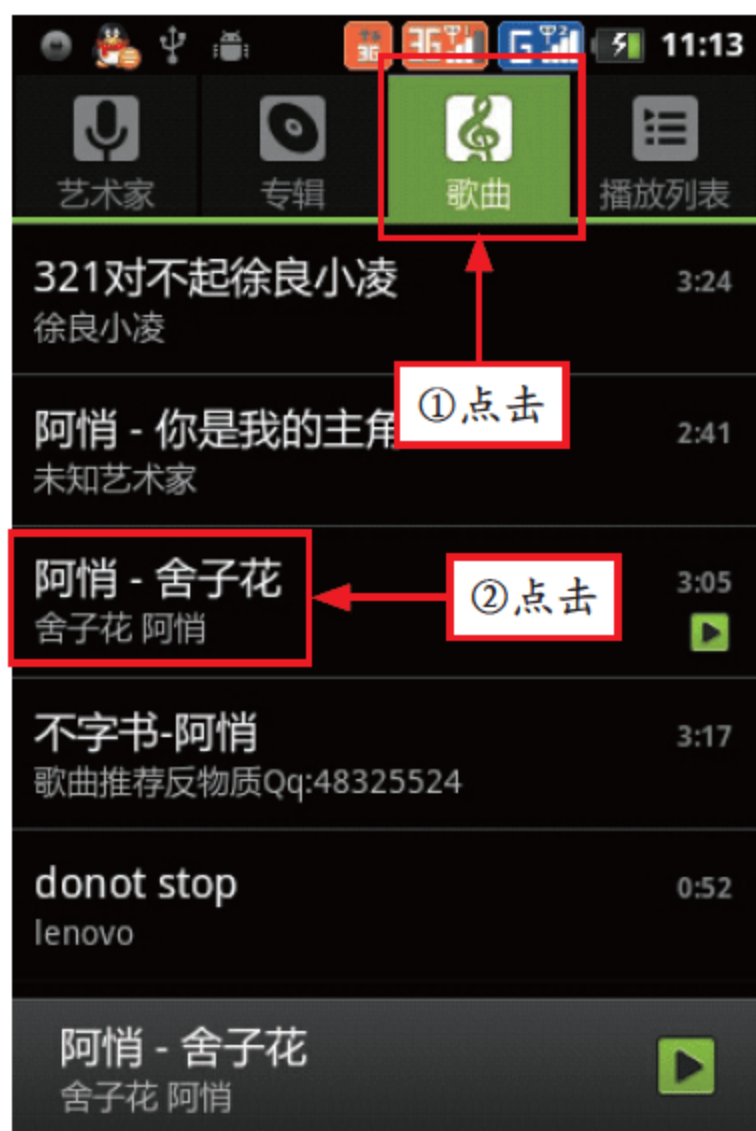 3G 3G 1 G 2 11:13
艺术家 专辑 歌曲 播放列表
321对不起徐良小凌 3:24
徐良小凌
①点击
阿悄 - 你是我的主角 2:41
未知艺术家
阿悄 - 舍子花 3:05
②点击
舍子花 阿悄
不字书-阿悄 3:17
歌曲推荐反物质Qq:48325524
donot stop 0:52
lenovo
阿悄 - 舍子花
舍子花 阿悄